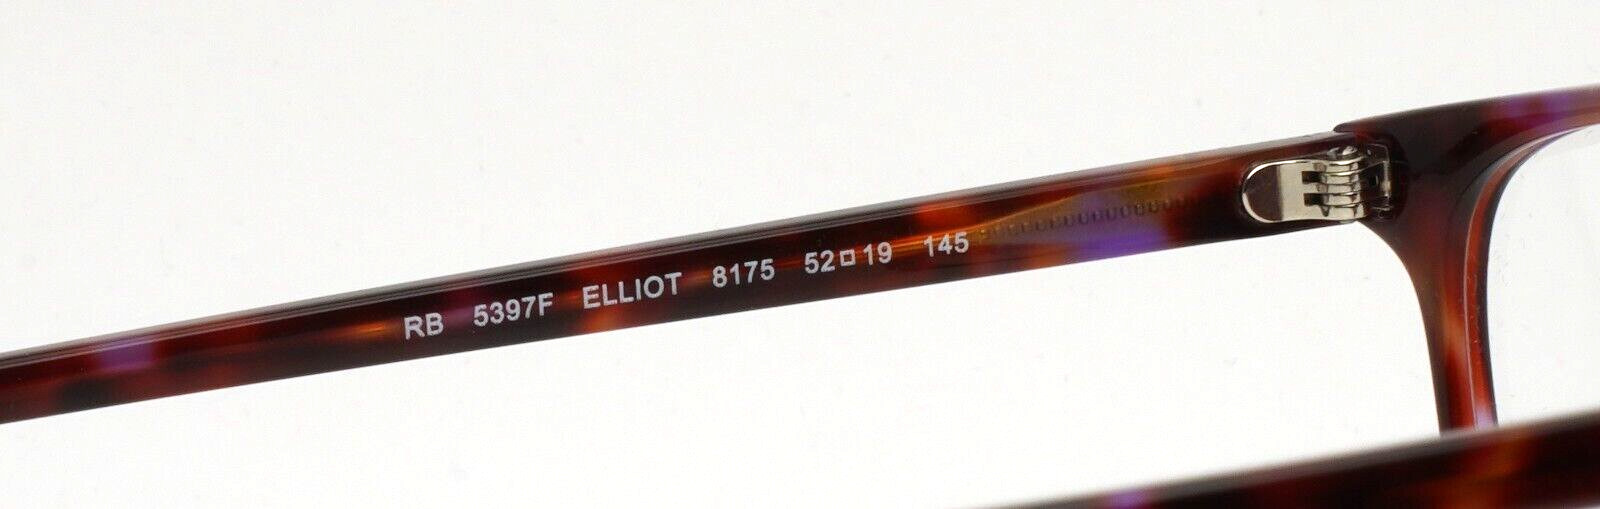 RB 5397F ELLIOT 8175 52□19 145